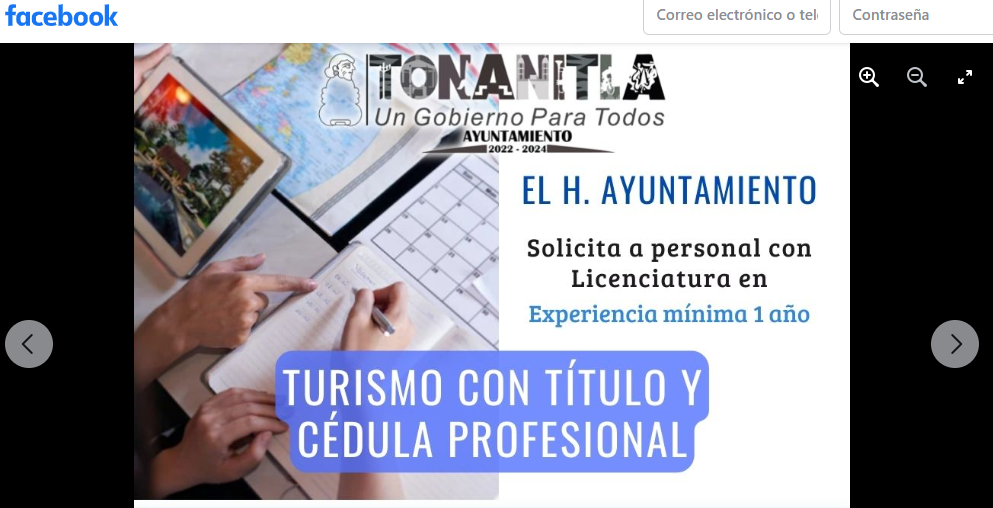 facebook
Correo electrónico o tel
Contraseña
TONANITLA
Un Gobierno Para Todos
AYUNTAMIENTO
2022 - 2024
EL H. AYUNTAMIENTO
Solicita a personal con
Licenciatura en
Experiencia mínima 1 año
TURISMO CON TÍTULO Y
CÉDULA PROFESIONAL